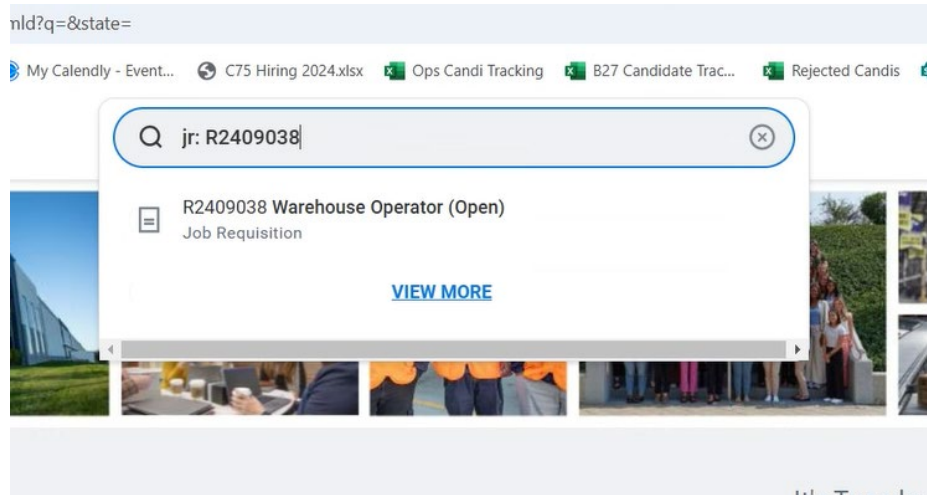 mld?q=&state=
My Calendly - Event...
C75 Hiring 2024.xlsx
Ops Candi Tracking
B27 Candidate Trac...
Rejected Candis
jr: R2409038
R2409038 Warehouse Operator (Open)
Job Requisition
VIEW MORE